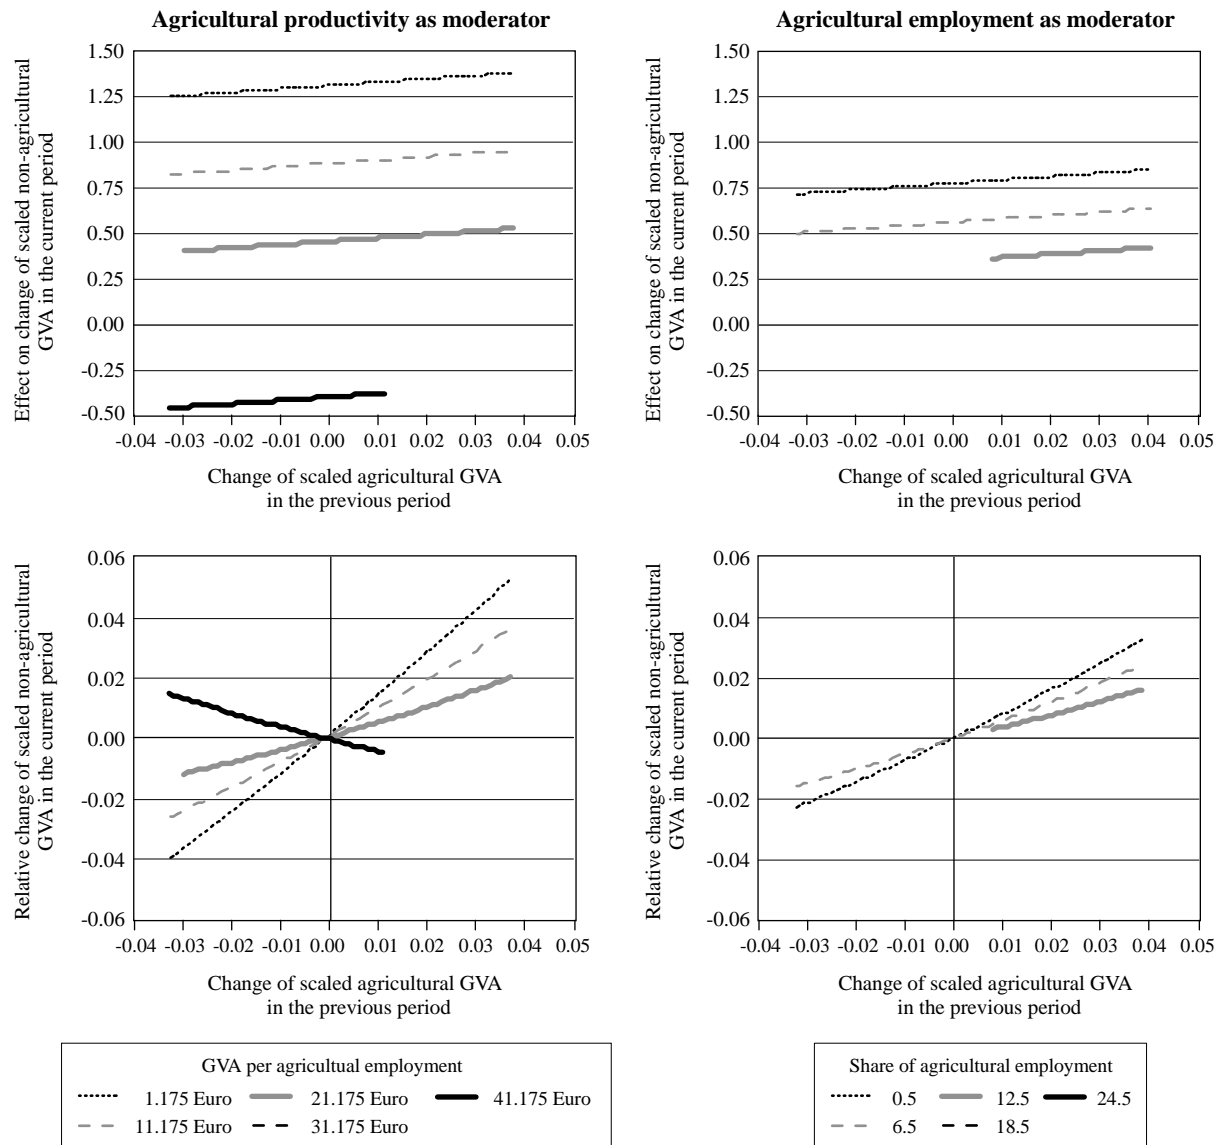 Agricultural productivity as moderator
Effect on change of scaled non-agricultural
GVA in the current period
1.50
1.25
1.00
0.75
0.50
0.25
0.00
-0.25
-0.50
-0.04 -0.03 -0.02 -0.01 0.00 0.01 0.02 0.03 0.04 0.05
Change of scaled agricultural GVA
in the previous period
Agricultural employment as moderator
Effect on change of scaled non-agricultural
GVA in the current period
1.50
1.25
1.00
0.75
0.50
0.25
0.00
-0.25
-0.50
-0.04 -0.03 -0.02 -0.01 0.00 0.01 0.02 0.03 0.04 0.05
Change of scaled agricultural GVA
in the previous period
Relative change of scaled non-agricultural
GVA in the current period
0.06
0.04
0.02
0.00
-0.02
-0.04
-0.06
-0.04 -0.03 -0.02 -0.01 0.00 0.01 0.02 0.03 0.04 0.05
Change of scaled agricultural GVA
in the previous period
Relative change of scaled non-agricultural
GVA in the current period
0.06
0.04
0.02
0.00
-0.02
-0.04
-0.06
-0.04 -0.03 -0.02 -0.01 0.00 0.01 0.02 0.03 0.04 0.05
Change of scaled agricultural GVA
in the previous period
GVA per agricultual employment
1.175 Euro 21.175 Euro 41.175 Euro
11.175 Euro 31.175 Euro
Share of agricultural employment
0.5 12.5 24.5
6.5 18.5